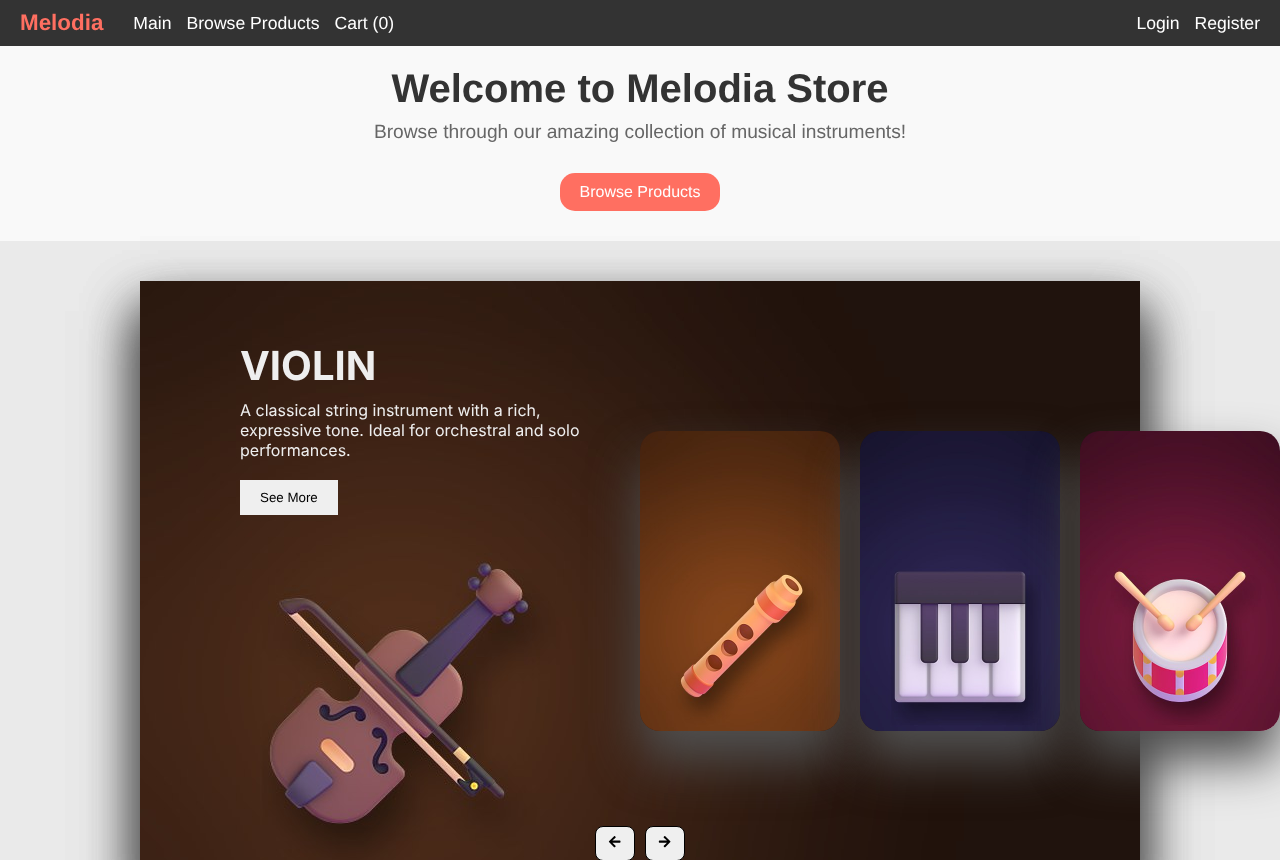 Melodia Main Browse Products Cart (0) Login Register
Welcome to Melodia Store
Browse through our amazing collection of musical instruments!
Browse Products
VIOLIN
A classical string instrument with a rich,
expressive tone. Ideal for orchestral and solo
performances.
See More